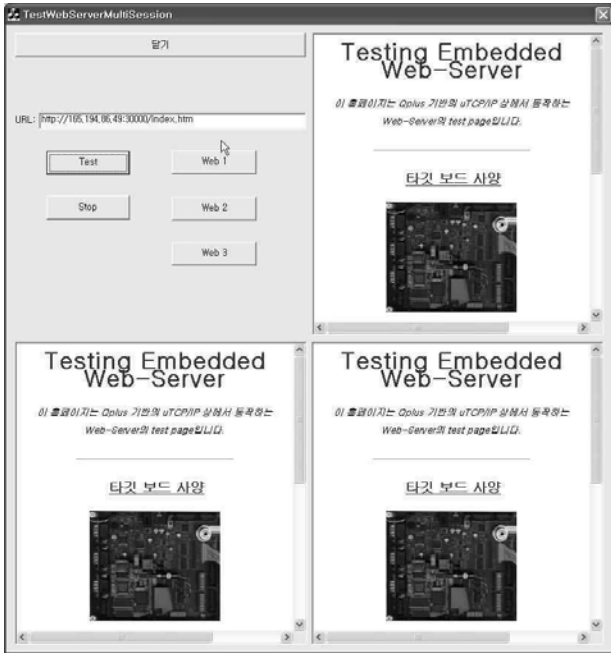 TestWebServerMultiSession
닫기
URL: http://165.194.86.49:30000/index.htm
Test
Web 1
Stop
Web 2
Web 3
Testing Embedded
Web-Server
이 홈페이지는 Qplus 기반의 uTCP/IP 상에서 동작하는
Web-Server의 test page입니다.
타깃 보드 사양
Testing Embedded
Web-Server
이 홈페이지는 Qplus 기반의 uTCP/IP 상에서 동작하는
Web-Server의 test page입니다.
타깃 보드 사양
Testing Embedded
Web-Server
이 홈페이지는 Qplus 기반의 uTCP/IP 상에서 동작하는
Web-Server의 test page입니다.
타깃 보드 사양